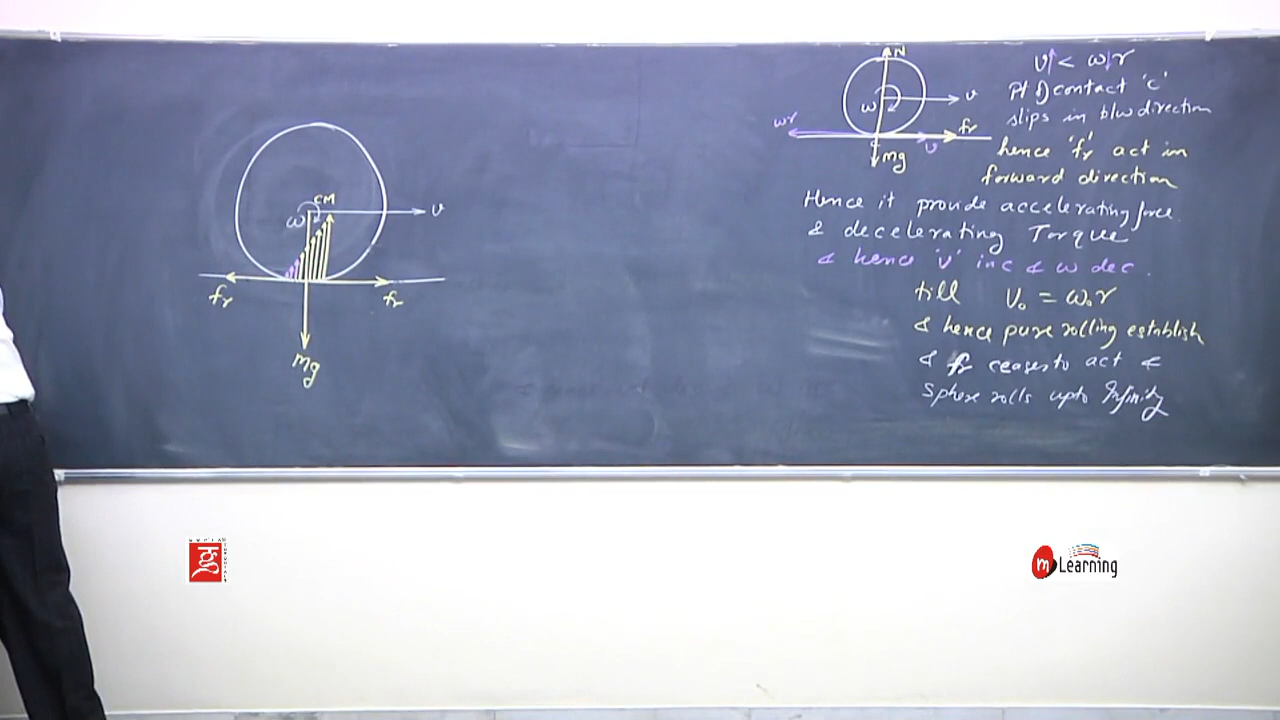 CM
ω
v
fr
fr
mg
N
ω
v
ωr
fr
v
mg
v < ωr
Pt of contact 'c'
slips in b/w direction
hence 'fr' act in
forward direction
Hence it provide accelerating force
& decelerating Torque
& hence 'v' inc & ω dec.
till V₀ = ω₀r
& hence pure rolling establish
& fr ceases to act &
Sphere rolls upto Infinity
m Learning